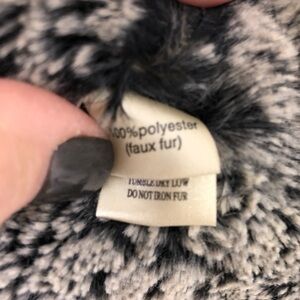 100%polyester
(faux fur)
TUMBLE DRY LOW
DO NOT IRON FUR